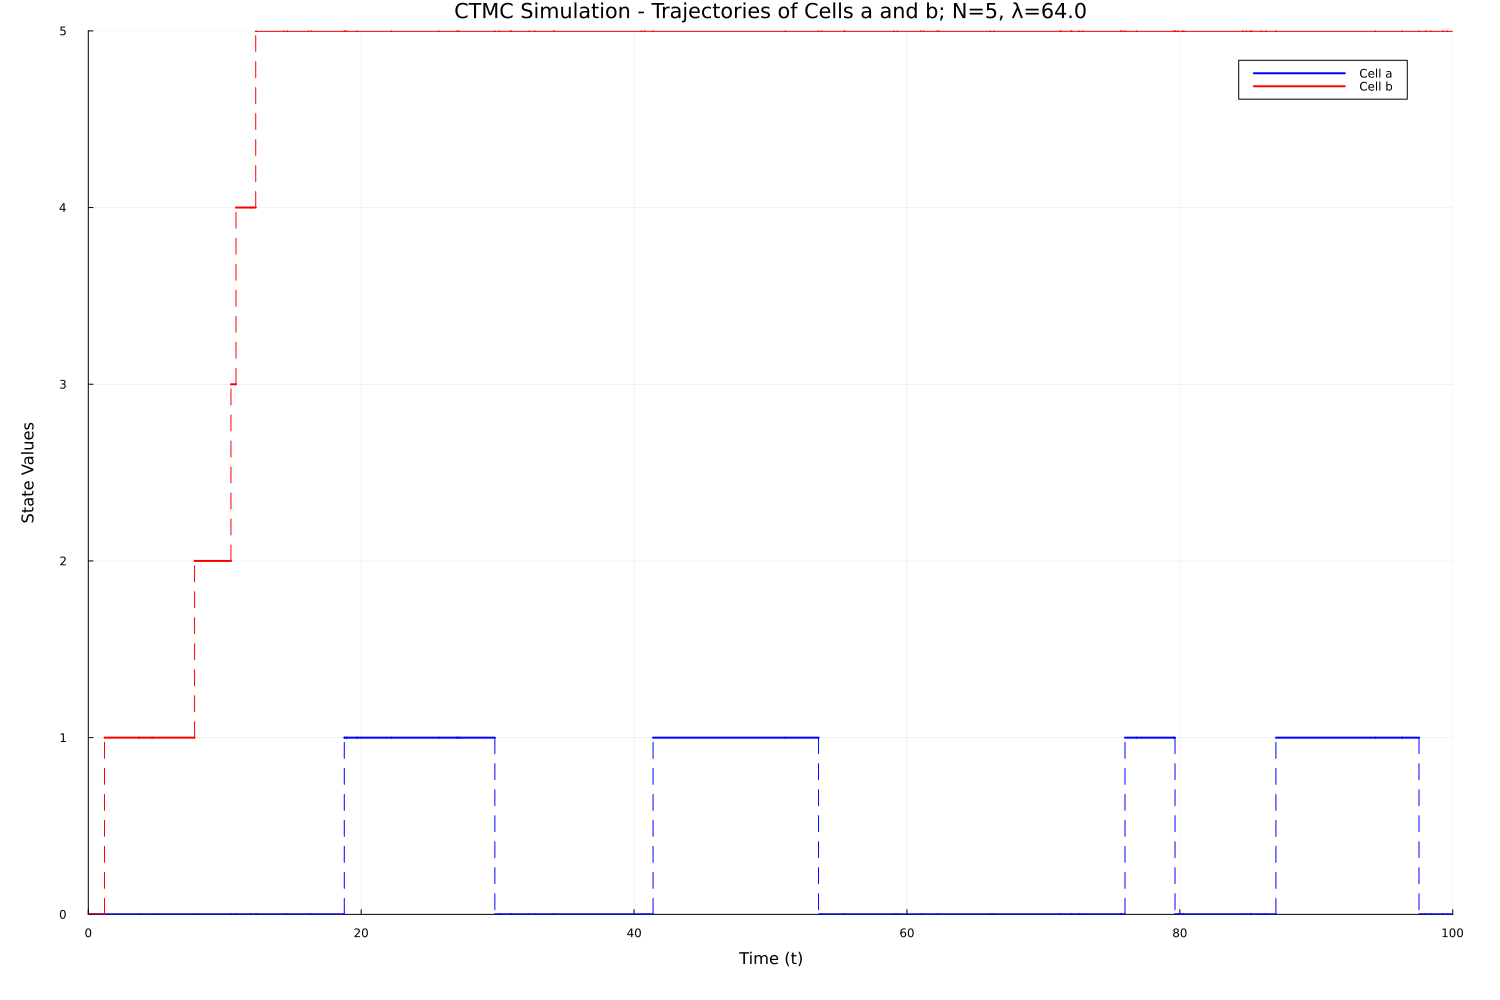 CTMC Simulation - Trajectories of Cells a and b; N=5, λ=64.0
5
Cell a
Cell b
4
3
State Values
2
1
0
0 20 40 60 80 100
Time (t)